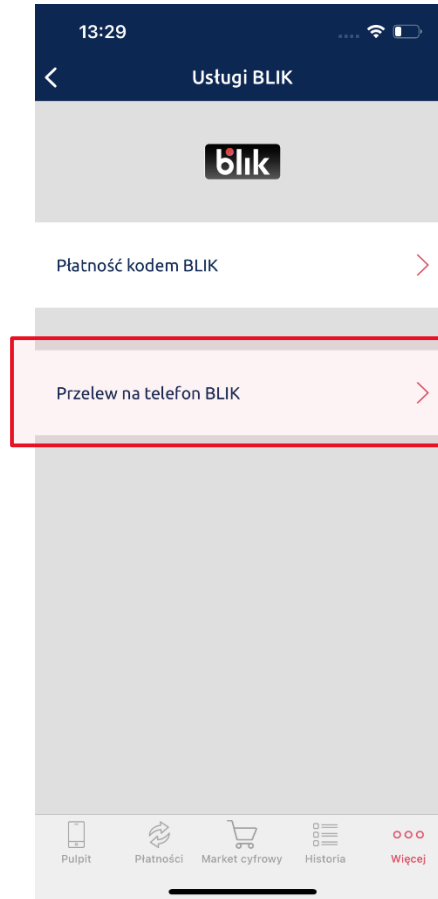 13:29
Usługi BLIK
blik
Płatność kodem BLIK
Przelew na telefon BLIK
Pulpit Płatności Market cyfrowy Historia Więcej